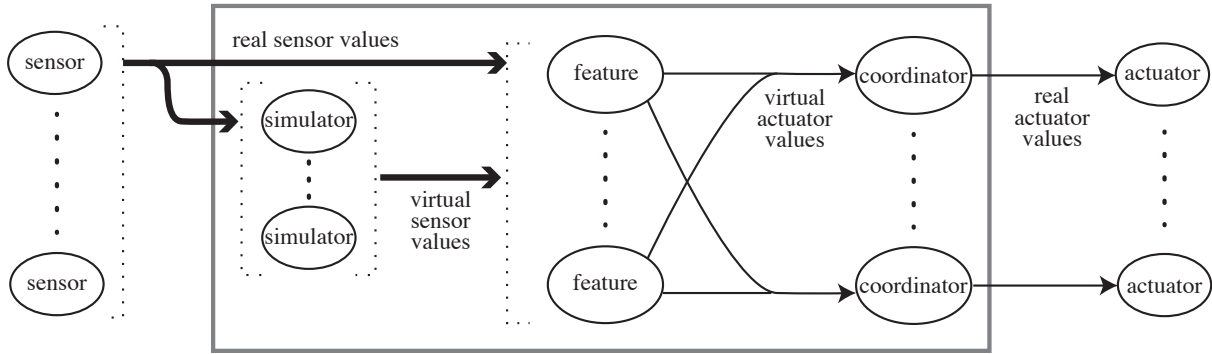 real sensor values
sensor
simulator
simulator
sensor
virtual
sensor
values
feature
feature
virtual
actuator
values
coordinator
coordinator
real
actuator
values
actuator
actuator